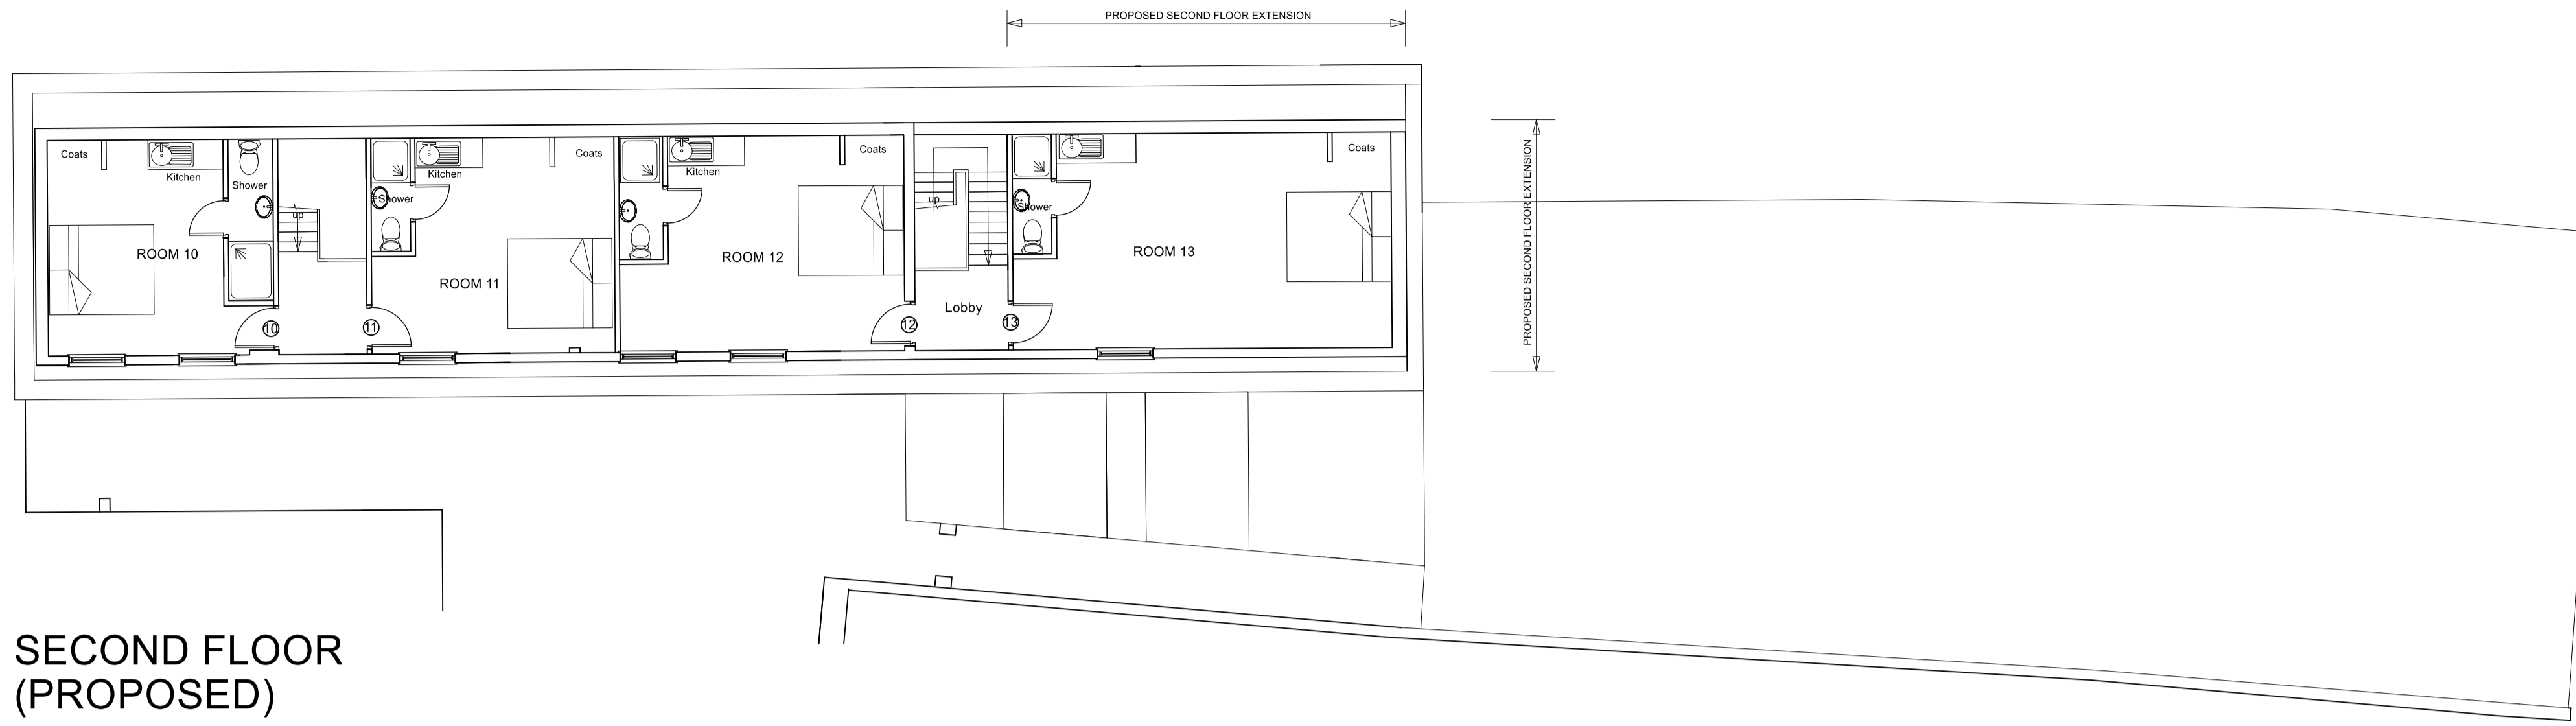 PROPOSED SECOND FLOOR EXTENSION
PROPOSED SECOND FLOOR EXTENSION
Coats
Kitchen
Shower
up
ROOM 10
10
Shower
Kitchen
Coats
ROOM 11
11
Kitchen
Coats
ROOM 12
12
up
Lobby
Shower
Coats
ROOM 13
13
SECOND FLOOR
(PROPOSED)